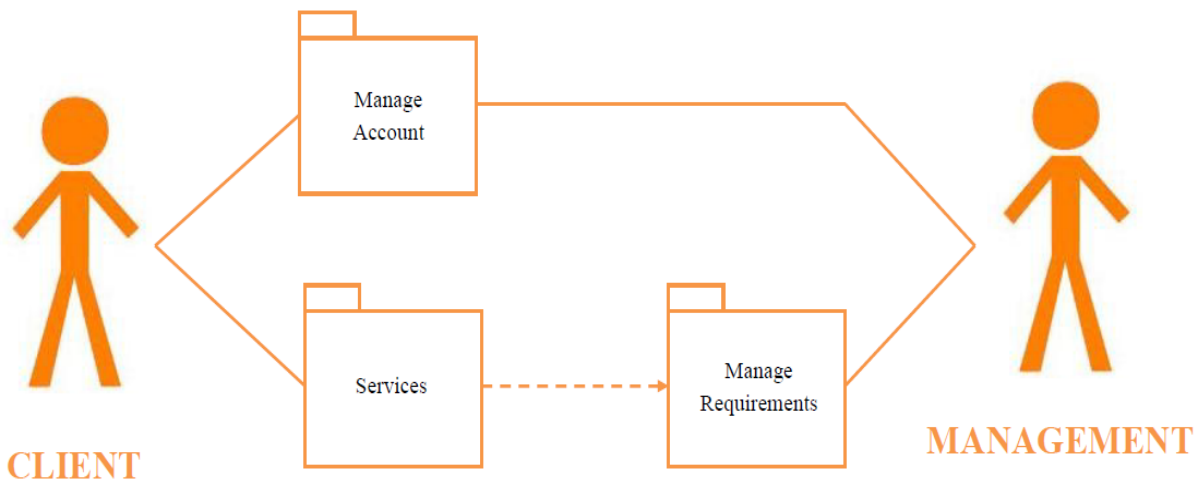 Manage
Account
Services
Manage
Requirements
CLIENT
MANAGEMENT